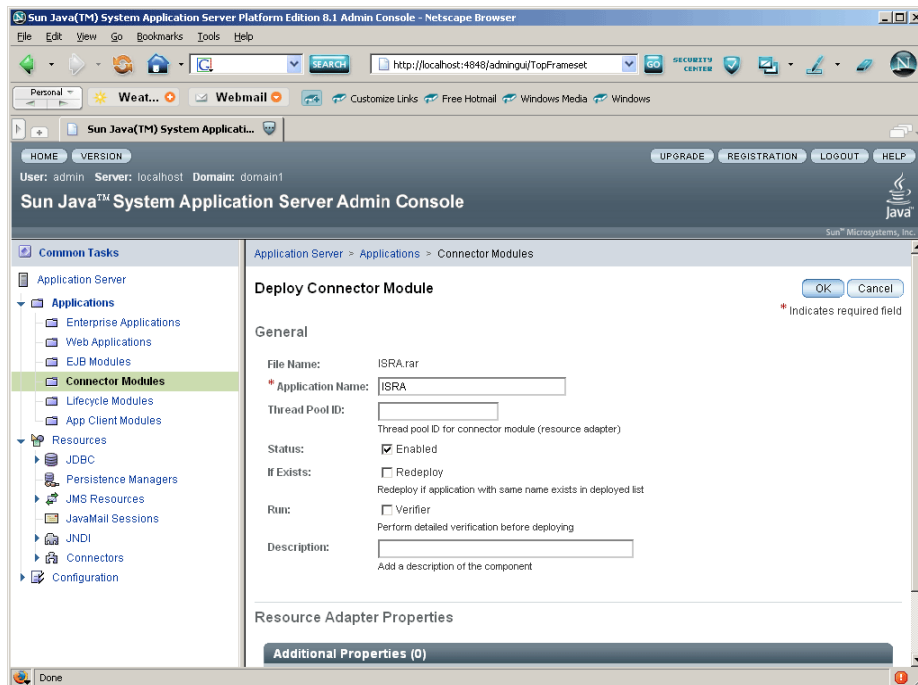 Sun Java(TM) System Application Server Platform Edition 8.1 Admin Console - Netscape Browser
File Edit View Go Bookmarks Tools Help
SEARCH http://localhost:4848/admingui/TopFrameset GO SECURITY CENTER
Personal Weat... Webmail Customize Links Free Hotmail Windows Media Windows
Sun Java(TM) System Applicati...
HOME VERSION UPGRADE REGISTRATION LOGOUT HELP
User: admin Server: localhost Domain: domain1
Sun Java™ System Application Server Admin Console
Java
Sun™ Microsystems, Inc.
Common Tasks
Application Server
Applications
Enterprise Applications
Web Applications
EJB Modules
Connector Modules
Lifecycle Modules
App Client Modules
Resources
JDBC
Persistence Managers
JMS Resources
JavaMail Sessions
JNDI
Connectors
Configuration
Application Server > Applications > Connector Modules
Deploy Connector Module
OK Cancel
* Indicates required field
General
File Name: ISRA.rar
* Application Name: ISRA
Thread Pool ID:
Thread pool ID for connector module (resource adapter)
Status: Enabled
If Exists: Redeploy
Redeploy if application with same name exists in deployed list
Run: Verifier
Perform detailed verification before deploying
Description:
Add a description of the component
Resource Adapter Properties
Additional Properties (0)
Done